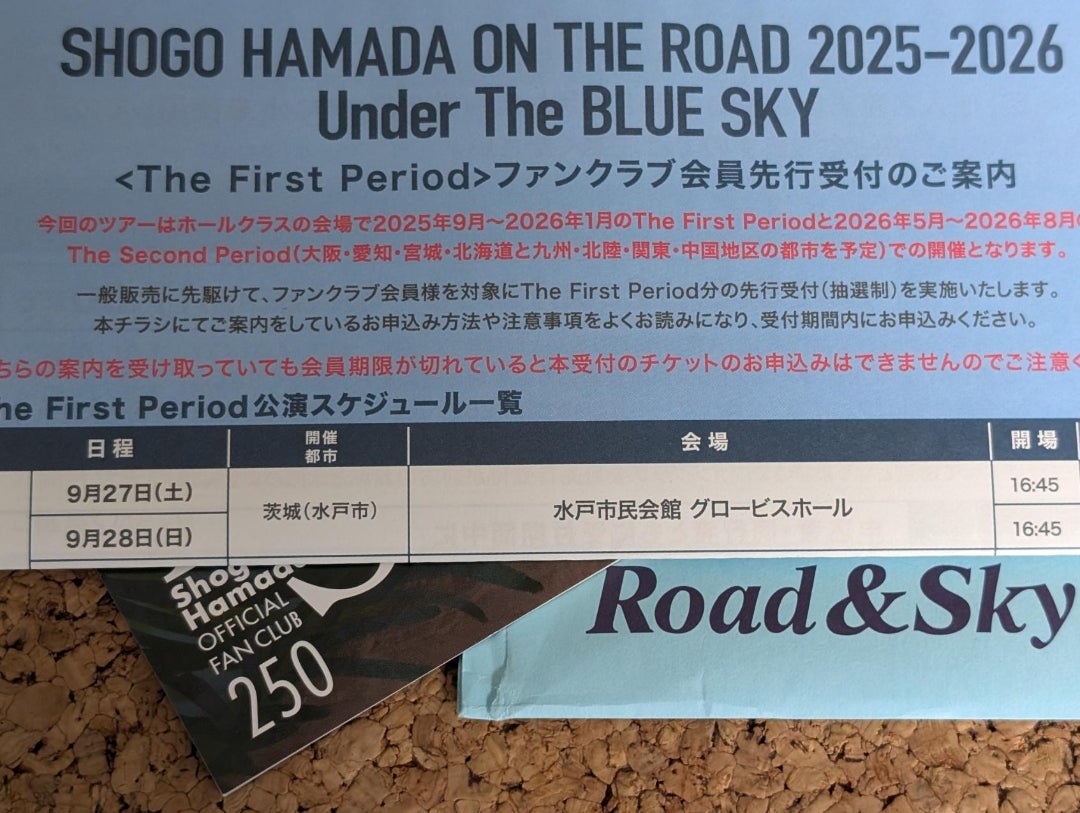 SHOGO HAMADA ON THE ROAD 2025-2026
Under The BLUE SKY
<The First Period>ファンクラブ会員先行受付のご案内
今回のツアーはホールクラスの会場で2025年9月〜2026年1月のThe First Periodと2026年5月〜2026年8月の
The Second Period(大阪・愛知・宮城・北海道と九州・北陸・関東・中国地区の都市を予定)での開催となります。
一般販売に先駆けて、ファンクラブ会員様を対象にThe First Period分の先行受付(抽選制)を実施いたします。
本チラシにてご案内をしているお申込み方法や注意事項をよくお読みになり、受付期間内にお申込みください。
ちらの案内を受け取っていても会員期限が切れていると本受付のチケットのお申込みはできませんのでご注意く
he First Period公演スケジュール一覧
日程 開催都市 会場 開場
9月27日(土) 茨城(水戸市) 水戸市民会館 グロービスホール 16:45
9月28日(日) 16:45
Shogo
Hamada
OFFICIAL
FAN CLUB
250
Road&Sky